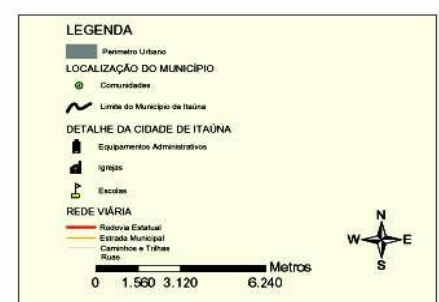 LEGENDA
Perímetro Urbano
LOCALIZAÇÃO DO MUNICÍPIO
Comunidades
Limite do Município de Itaúna
DETALHE DA CIDADE DE ITAÚNA
Equipamentos Administrativos
Igrejas
Escolas
REDE VIÁRIA
Rodovia Estatual
Estrada Municipal
Caminhos e Trilhas
Ruas
N
W E
S
Metros
0 1.560 3.120 6.240